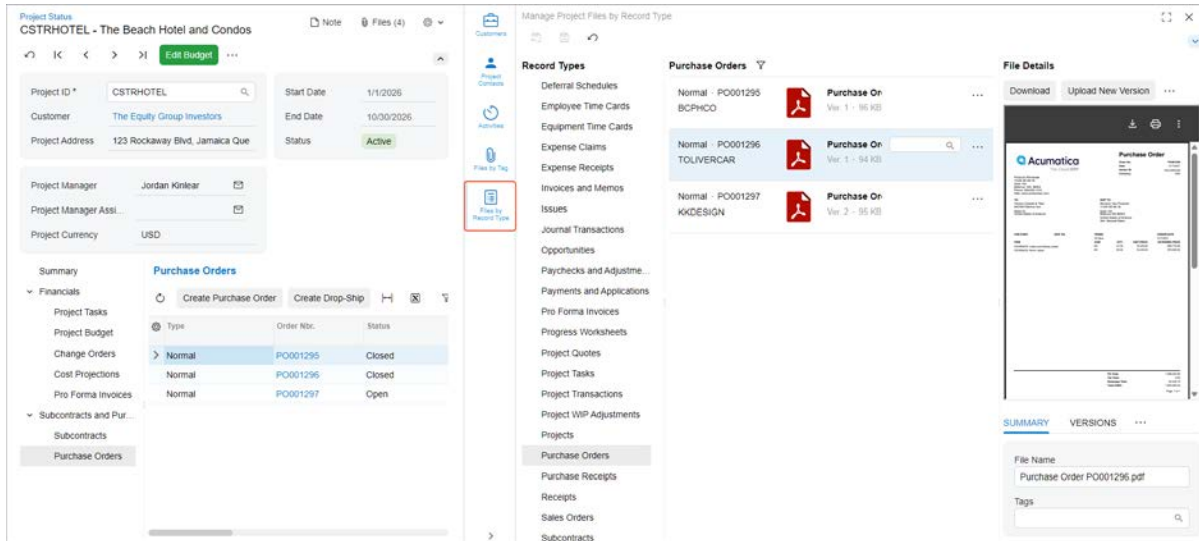 Project Status
CSTRHOTEL - The Beach Hotel and Condos
Note
Files (4)
Edit Budget
Project ID *
CSTRHOTEL
Customer
The Equity Group Investors
Project Address
123 Rockaway Blvd, Jamaica Que
Start Date
1/1/2026
End Date
10/30/2026
Status
Active
Project Manager
Jordan Kinlear
Project Manager Assi...
Project Currency
USD
Summary
Financials
Project Tasks
Project Budget
Change Orders
Cost Projections
Pro Forma Invoices
Subcontracts and Pur...
Subcontracts
Purchase Orders
Purchase Orders
Create Purchase Order
Create Drop-Ship
Type
Order Nbr.
Status
Normal
PO001295
Closed
Normal
PO001296
Closed
Normal
PO001297
Open
Customers
Project
Contacts
Activities
Files by Tag
Files by
Record Type
Manage Project Files by Record Type
Record Types
Deferral Schedules
Employee Time Cards
Equipment Time Cards
Expense Claims
Expense Receipts
Invoices and Memos
Issues
Journal Transactions
Opportunities
Paychecks and Adjustme...
Payments and Applications
Pro Forma Invoices
Progress Worksheets
Project Quotes
Project Tasks
Project Transactions
Project WIP Adjustments
Projects
Purchase Orders
Purchase Receipts
Receipts
Sales Orders
Subcontracts
Purchase Orders
Normal - PO001295
BCPHCO
Purchase Or
Ver. 1 - 96 KB
Normal - PO001296
TOLIVERCAR
Purchase Or
Ver. 1 - 94 KB
Normal - PO001297
KKDESIGN
Purchase Or
Ver. 2 - 95 KB
File Details
Download
Upload New Version
Acumatica
Purchase Order
SUMMARY
VERSIONS
File Name
Purchase Order PO001296.pdf
Tags